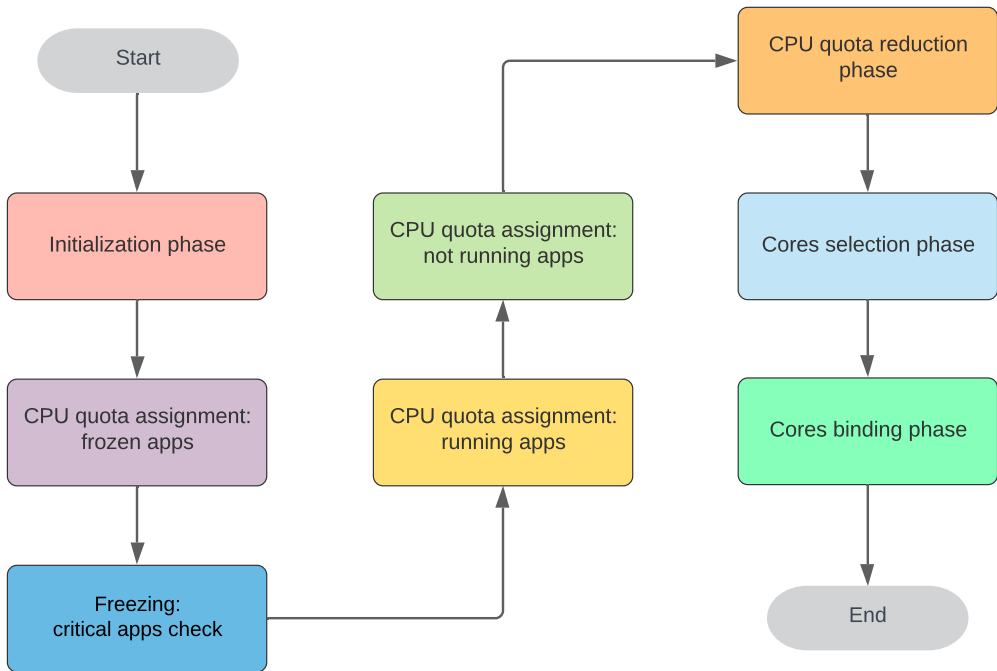 Start
Initialization phase
CPU quota assignment:
frozen apps
Freezing:
critical apps check
CPU quota assignment:
running apps
CPU quota assignment:
not running apps
CPU quota reduction
phase
Cores selection phase
Cores binding phase
End